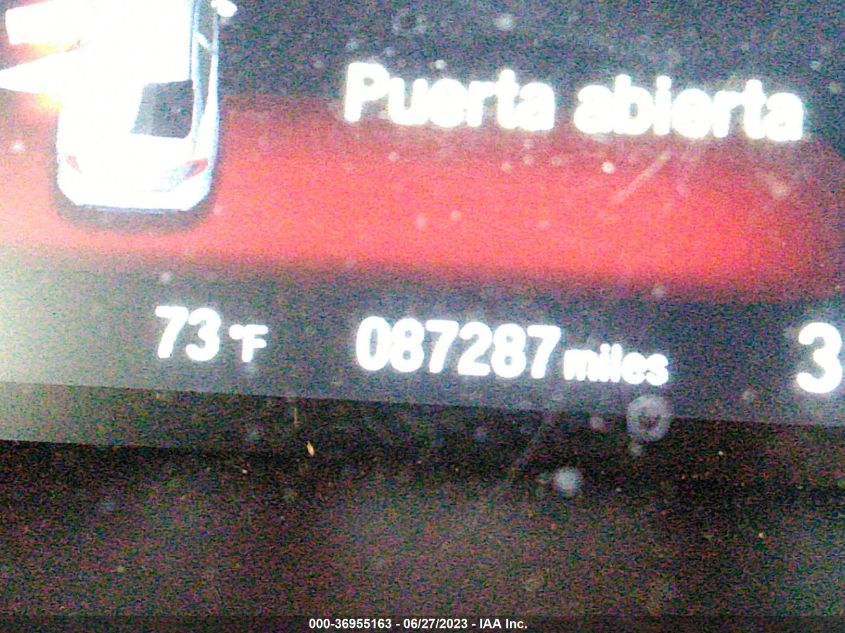 Puerta abierta
73 °F 087287 miles 3
000-36955163 - 06/27/2023 - IAA Inc.